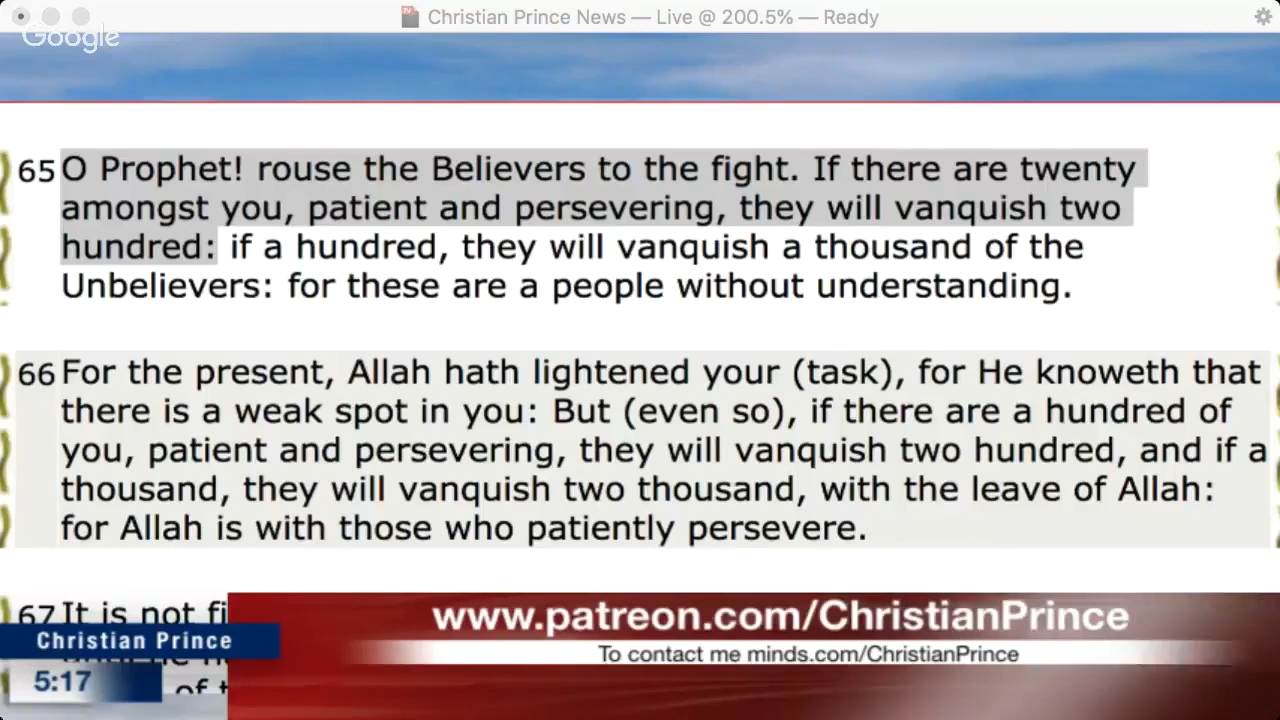 Christian Prince News — Live @ 200.5% — Ready
Google
65 O Prophet! rouse the Believers to the fight. If there are twenty
amongst you, patient and persevering, they will vanquish two
hundred: if a hundred, they will vanquish a thousand of the
Unbelievers: for these are a people without understanding.
66 For the present, Allah hath lightened your (task), for He knoweth that
there is a weak spot in you: But (even so), if there are a hundred of
you, patient and persevering, they will vanquish two hundred, and if a
thousand, they will vanquish two thousand, with the leave of Allah:
for Allah is with those who patiently persevere.
67 It is not fi
www.patreon.com/ChristianPrince
Christian Prince
To contact me minds.com/ChristianPrince
5:17
of t